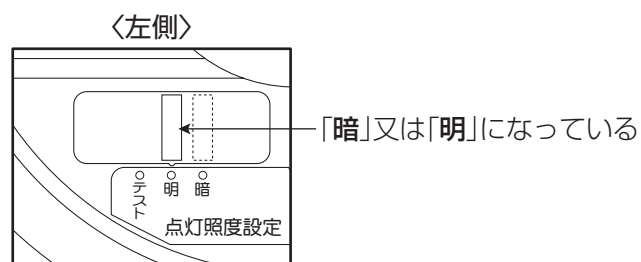 〈左側〉
「暗」又は「明」になっている
テスト
明
暗
点灯照度設定